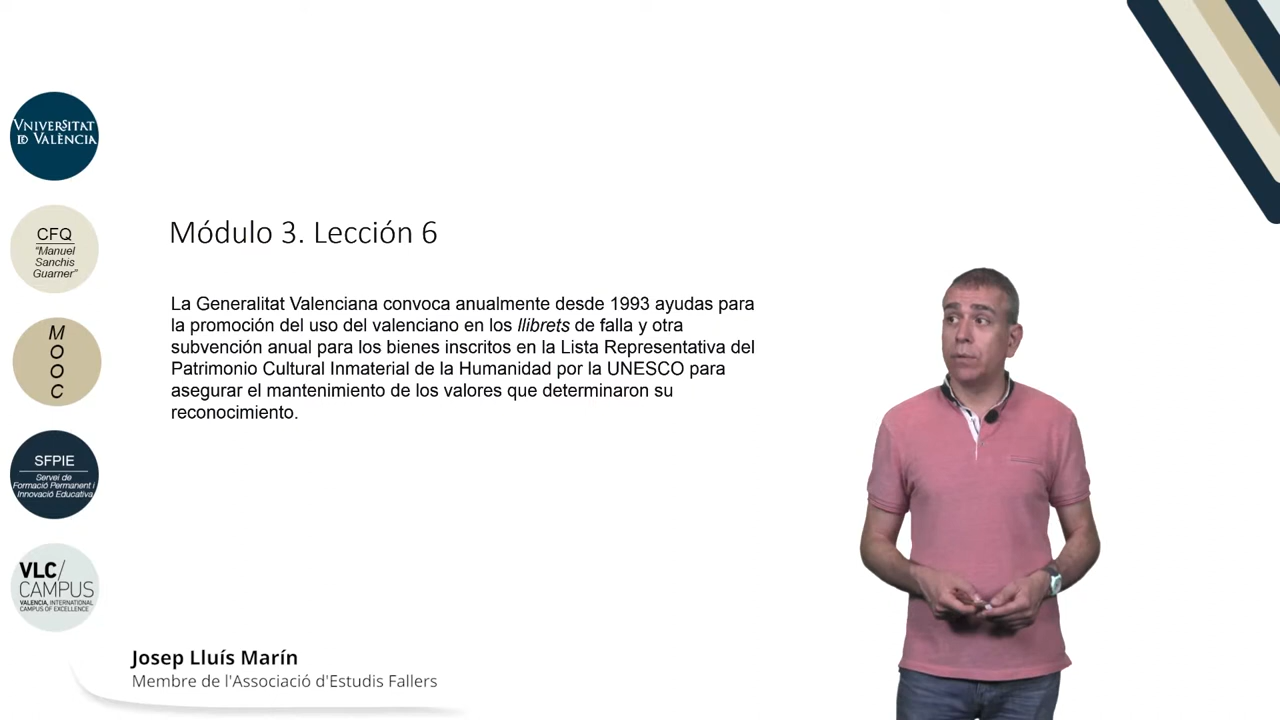 VNIVERSITAT
DE VALÈNCIA
CFQ
“Manuel
Sanchis
Guarner”
M
O
O
C
SFPIE
Servei de
Formació Permanent i
Innovació Educativa
VLC/
CAMPUS
VALENCIA, INTERNATIONAL
CAMPUS OF EXCELLENCE
Módulo 3. Lección 6
La Generalitat Valenciana convoca anualmente desde 1993 ayudas para
la promoción del uso del valenciano en los llibrets de falla y otra
subvención anual para los bienes inscritos en la Lista Representativa del
Patrimonio Cultural Inmaterial de la Humanidad por la UNESCO para
asegurar el mantenimiento de los valores que determinaron su
reconocimiento.
Josep Lluís Marín
Membre de l'Associació d'Estudis Fallers